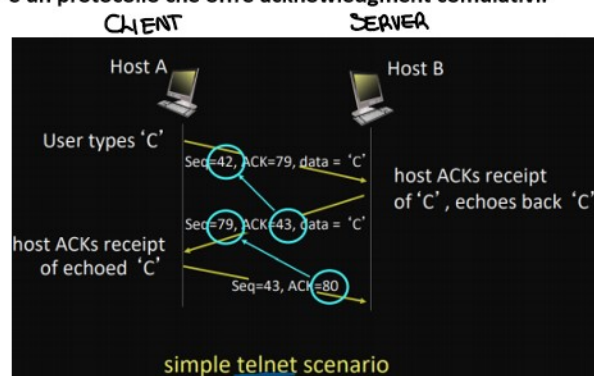 è un protocollo che offre acknowledgment cumulativi.
CLIENT SERVER
Host A Host B
User types ‘C’
Seq=42, ACK=79, data = ‘C’
host ACKs receipt
of ‘C’, echoes back ‘C’
Seq=79, ACK=43, data = ‘C’
host ACKs receipt
of echoed ‘C’
Seq=43, ACK=80
simple telnet scenario